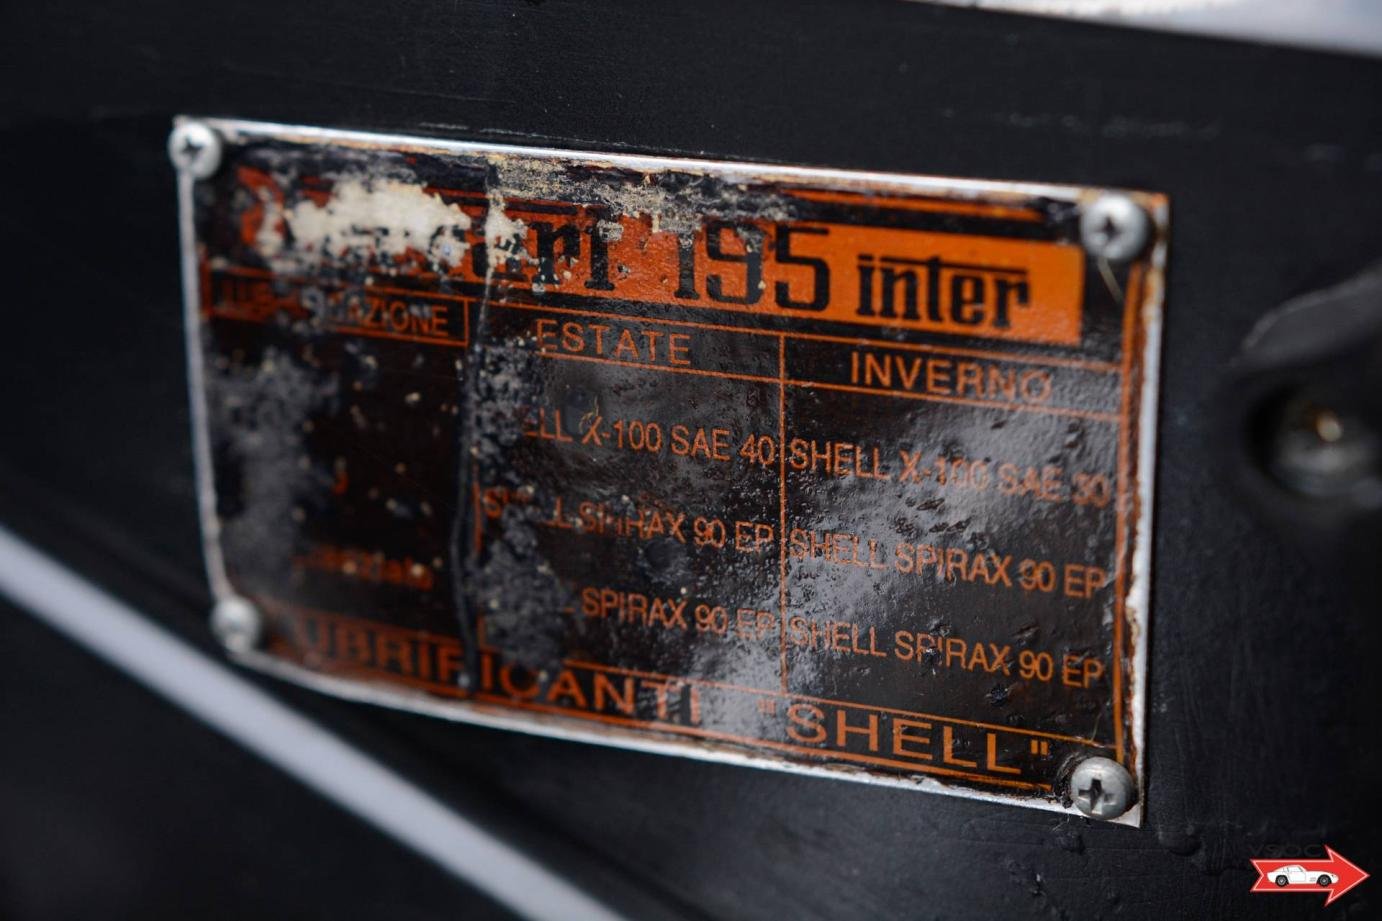 195 inter
ESTATE INVERNO
X-100 SAE 40 SHELL X-100 SAE 30
SPIRAX 90 EP SHELL SPIRAX 90 EP
SPIRAX 90 EP SHELL SPIRAX 90 EP
LUBRIFICANTI "SHELL"